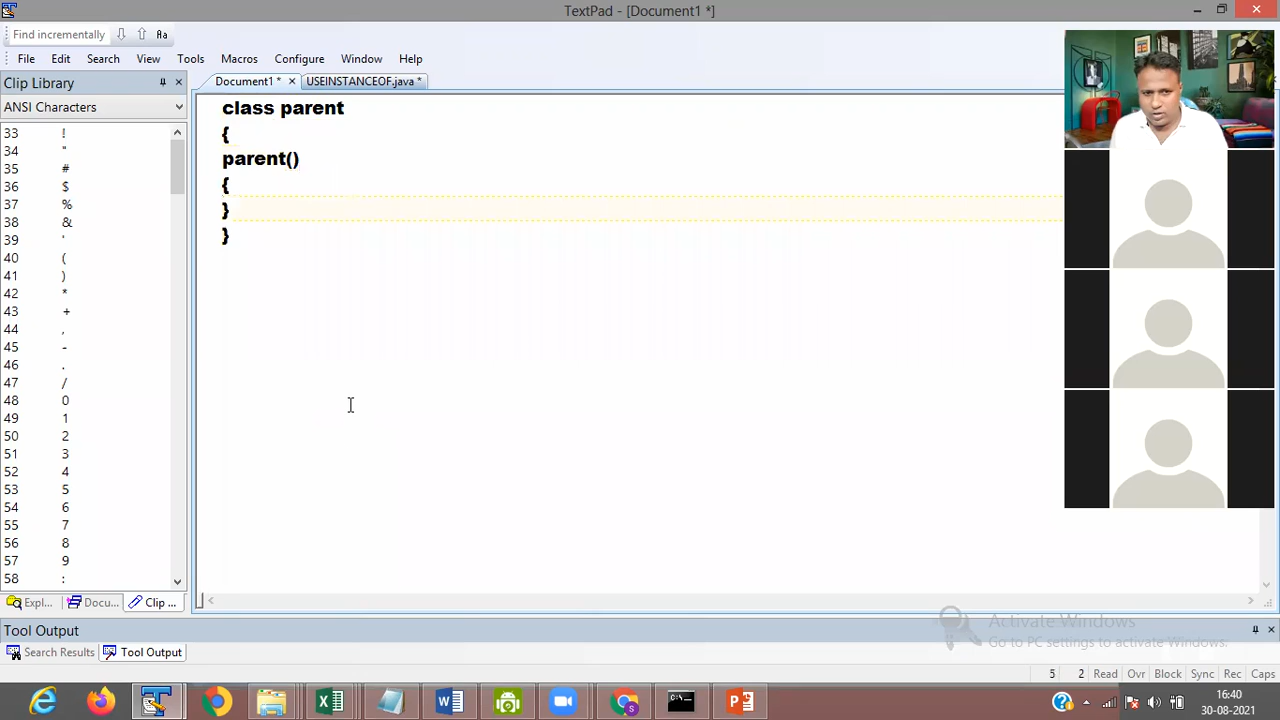 TextPad - [Document1 *]
Find incrementally
Aa
File Edit Search View Tools Macros Configure Window Help
Clip Library
Document1 * USEINSTANCEOF.java *
ANSI Characters
class parent
{
parent()
{
}
}
33 !
34 "
35 #
36 $
37 %
38 &
39 '
40 (
41 )
42 *
43 +
44 ,
45 -
46 .
47 /
48 0
49 1
50 2
51 3
52 4
53 5
54 6
55 7
56 8
57 9
58 :
Expl... Docu... Clip ...
Activate Windows
Go to PC settings to activate Windows.
Tool Output
Search Results Tool Output
5 2 Read Ovr Block Sync Rec Caps
16:40
30-08-2021